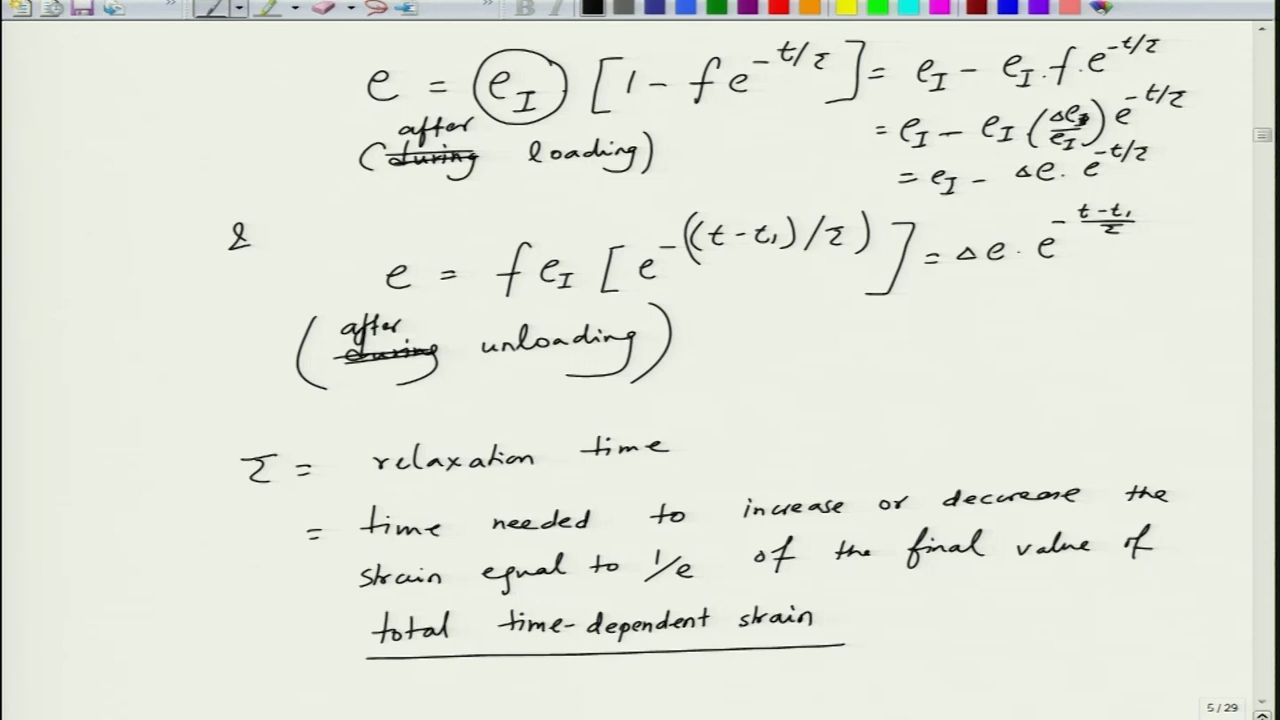 e = e_I [1 - f e^{-t/τ}] = e_I - e_I . f . e^{-t/τ}
= e_I - e_I (Δe/e_I) e^{-t/τ}
after
(during loading)
= e_I - Δe . e^{-t/τ}
&
e = f e_I [e^{-((t-t_1)/τ)}] = Δe . e^{-(t-t_1)/τ}
after
(during unloading)
τ = relaxation time
= time needed to increase or decrease the
strain equal to 1/e of the final value of
total time-dependent strain
5 / 29